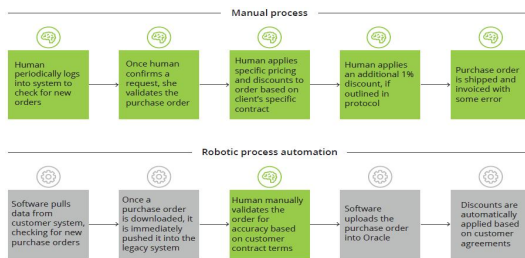 Manual process
Human
periodically logs
into system to
check for new
orders
Once human
confirms a
request, she
validates the
purchase order
Human applies
specific pricing
and discounts to
order based on
client's specific
contract
Human applies
an additional 1%
discount, if
outlined in
protocol
Purchase order
is shipped and
invoiced with
some error
Robotic process automation
Software pulls
data from
customer system,
checking for new
purchase orders
Once a
purchase order
is downloaded, it
is immediately
pushed it into the
legacy system
Human manually
validates the
order for
accuracy based
on customer
contract terms
Software
uploads the
purchase order
into Oracle
Discounts are
automatically
applied based
on customer
agreements